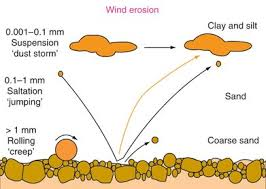 Wind erosion
0.001–0.1 mm
Suspension
'dust storm'
Clay and silt
0.1–1 mm
Saltation
'jumping'
Sand
> 1 mm
Rolling
'creep'
Coarse sand